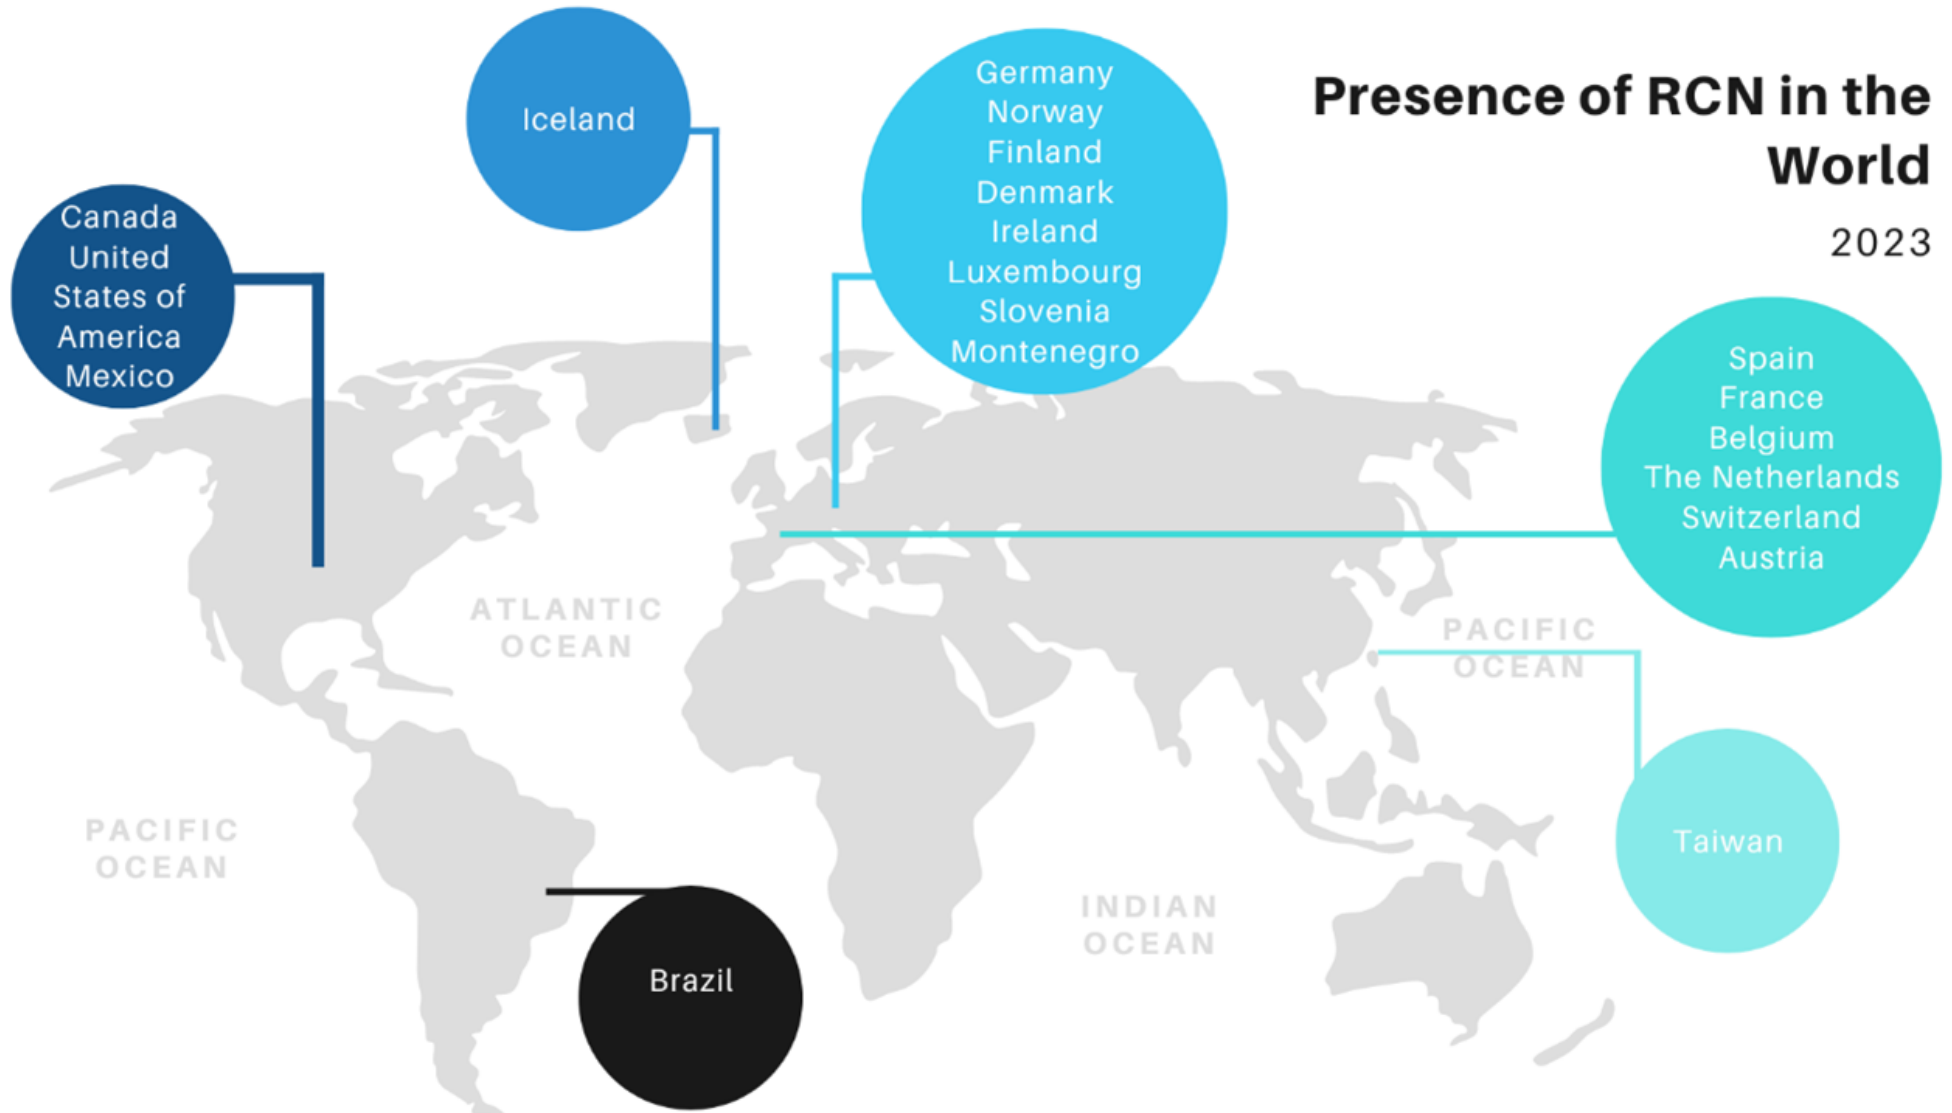 Presence of RCN in the
World
2023
Iceland
Germany
Norway
Finland
Denmark
Ireland
Luxembourg
Slovenia
Montenegro
Canada
United
States of
America
Mexico
Spain
France
Belgium
The Netherlands
Switzerland
Austria
ATLANTIC
OCEAN
PACIFIC
OCEAN
Taiwan
PACIFIC
OCEAN
INDIAN
OCEAN
Brazil